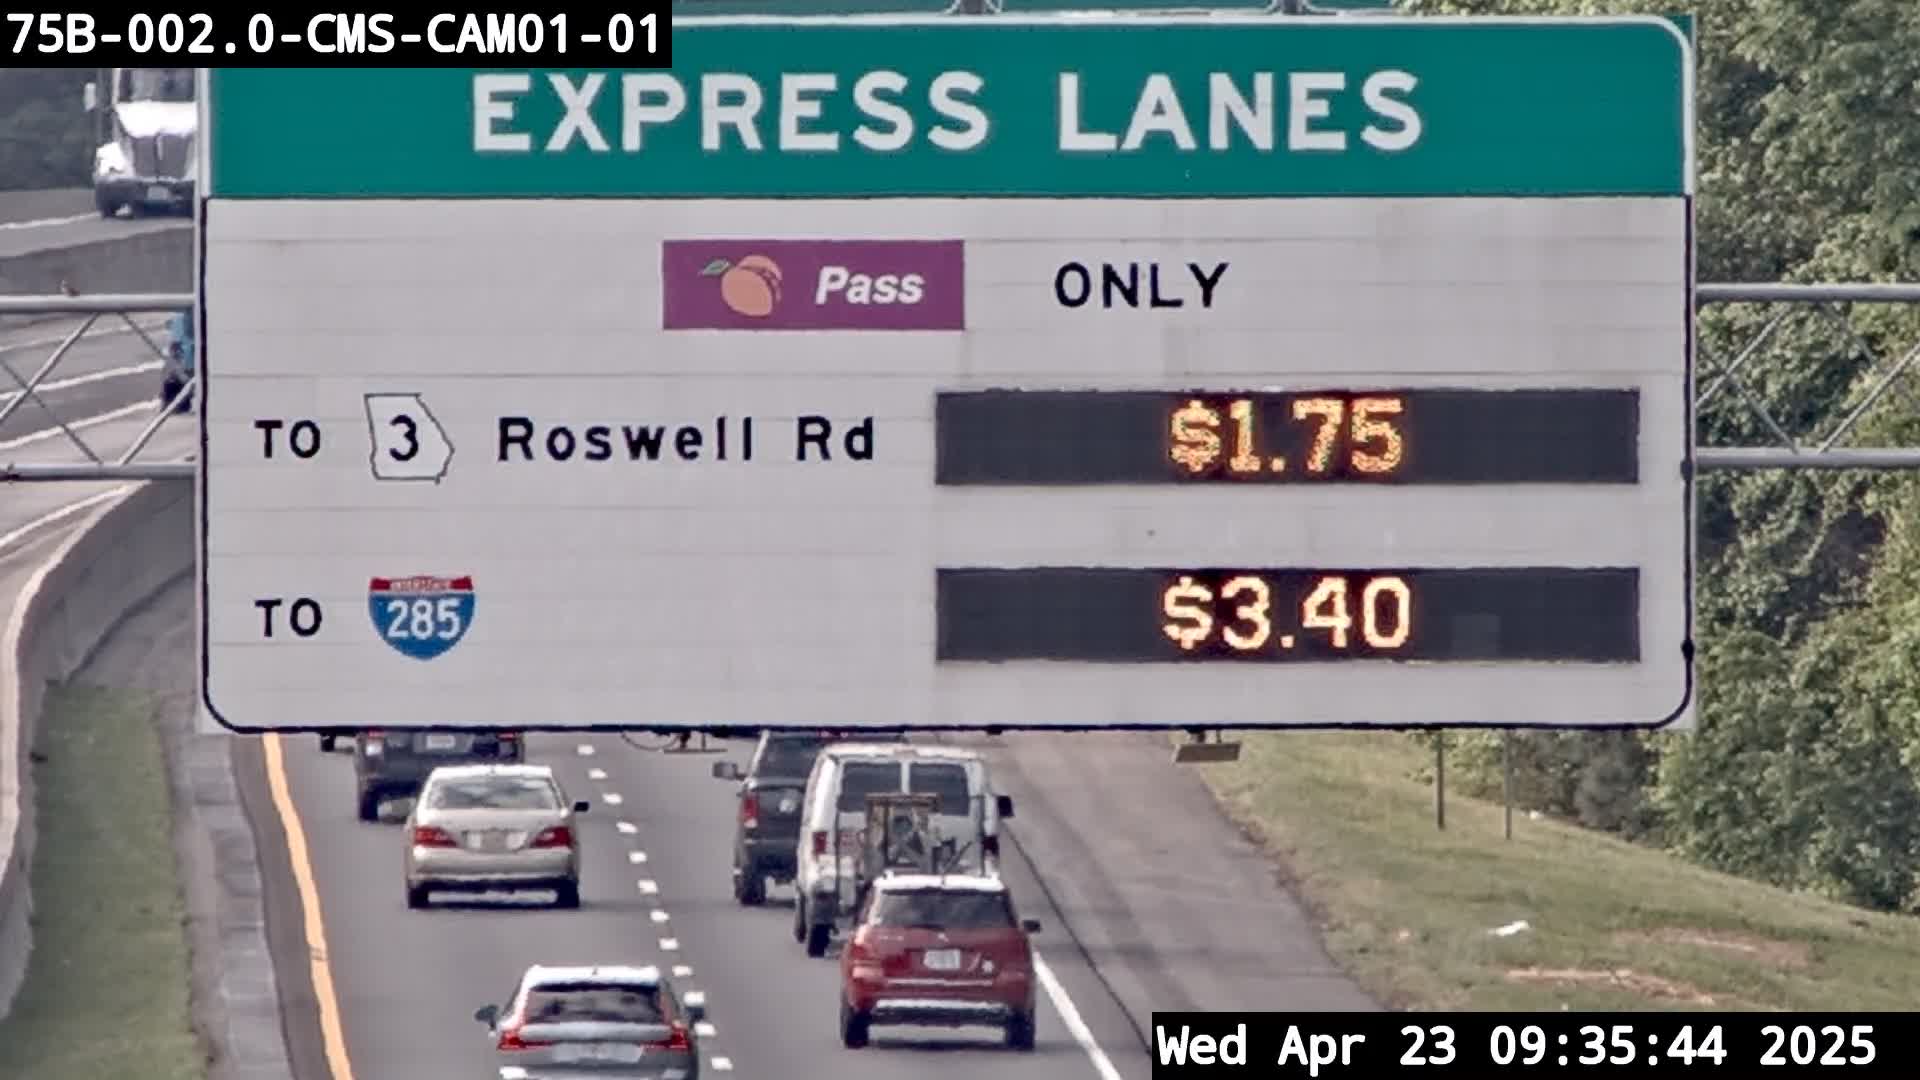 75B-002.0-CMS-CAM01-01
EXPRESS LANES
Pass ONLY
TO 3 Roswell Rd $1.75
TO INTERSTATE 285 $3.40
Wed Apr 23 09:35:44 2025